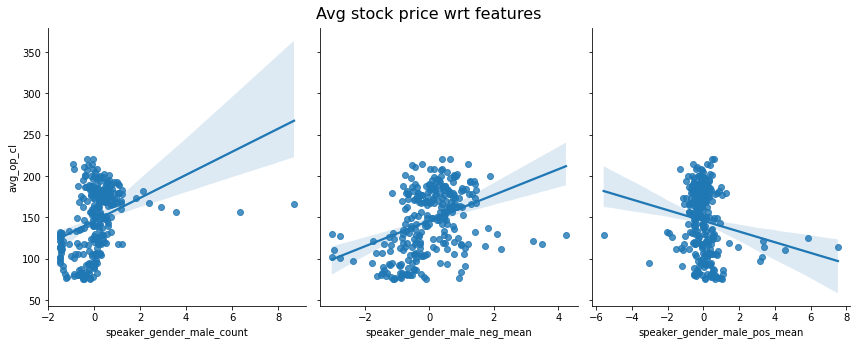 Avg stock price wrt features
avg_op_cl
350
300
250
200
150
100
50
−2 0 2 4 6 8
−2 0 2 4
−6 −4 −2 0 2 4 6 8
speaker_gender_male_count
speaker_gender_male_neg_mean
speaker_gender_male_pos_mean